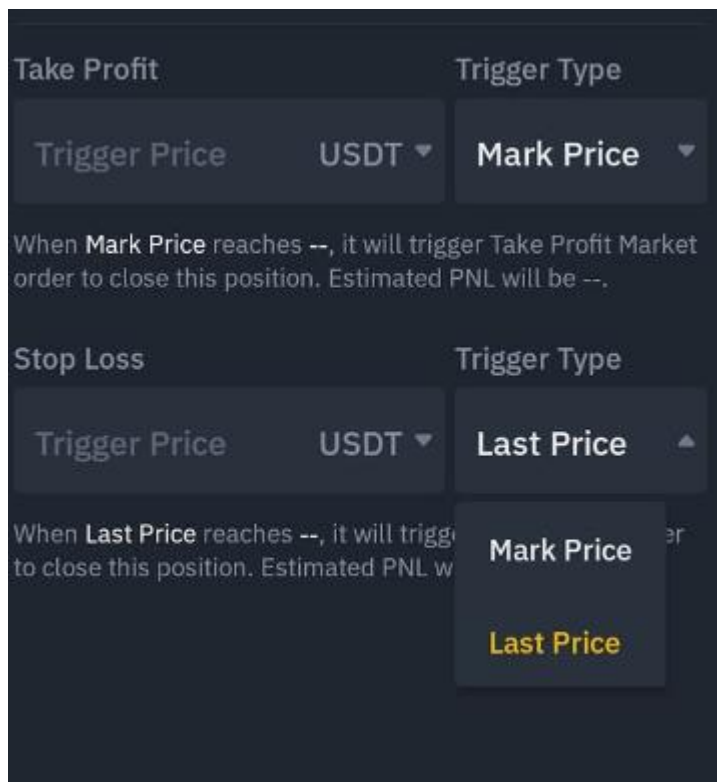 Take Profit Trigger Type
Trigger Price USDT Mark Price
When Mark Price reaches --, it will trigger Take Profit Market
order to close this position. Estimated PNL will be --.
Stop Loss Trigger Type
Trigger Price USDT Last Price
When Last Price reaches --, it will
to close this position. Estimated PNL
Mark Price
Last Price